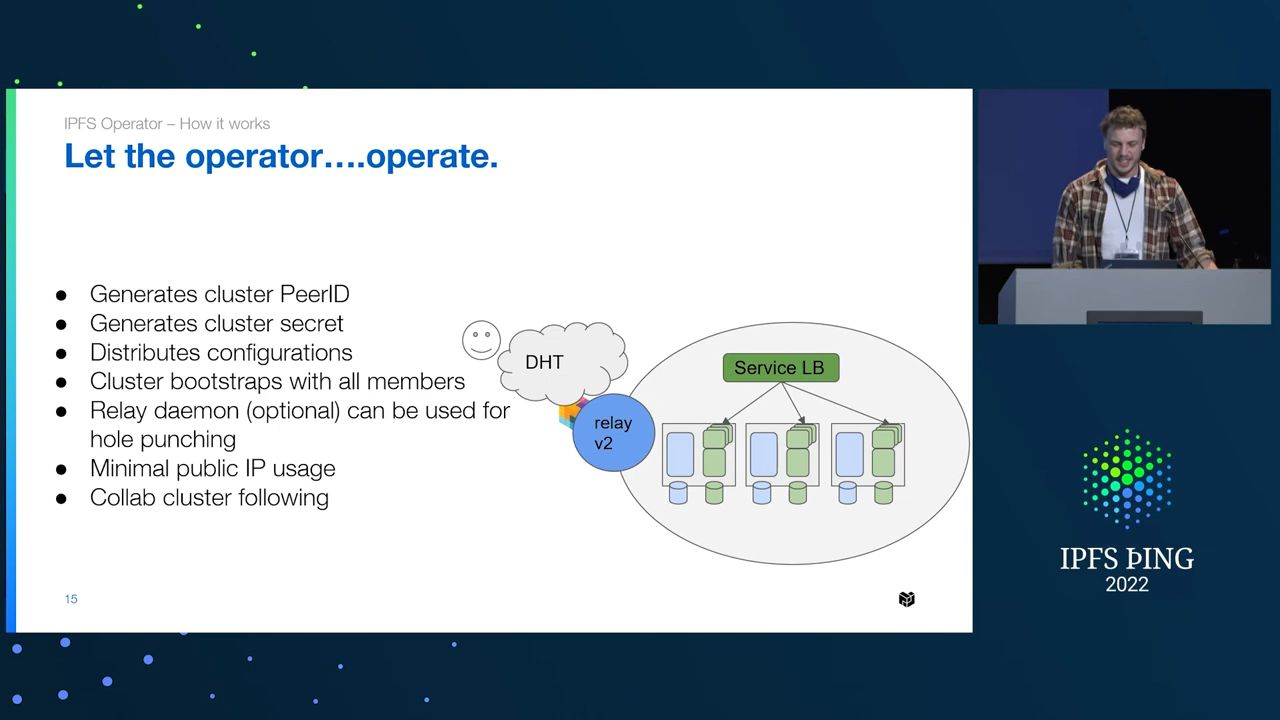 IPFS Operator – How it works
Let the operator....operate.
● Generates cluster PeerID
● Generates cluster secret
● Distributes configurations
● Cluster bootstraps with all members
● Relay daemon (optional) can be used for
hole punching
● Minimal public IP usage
● Collab cluster following
DHT
relay
v2
Service LB
15
IPFS ÞING
2022